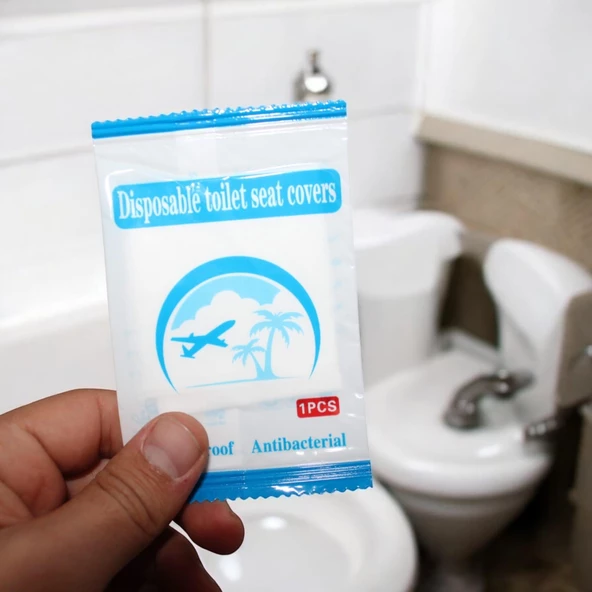 Disposable toilet seat covers
1PCS
roof Antibacterial